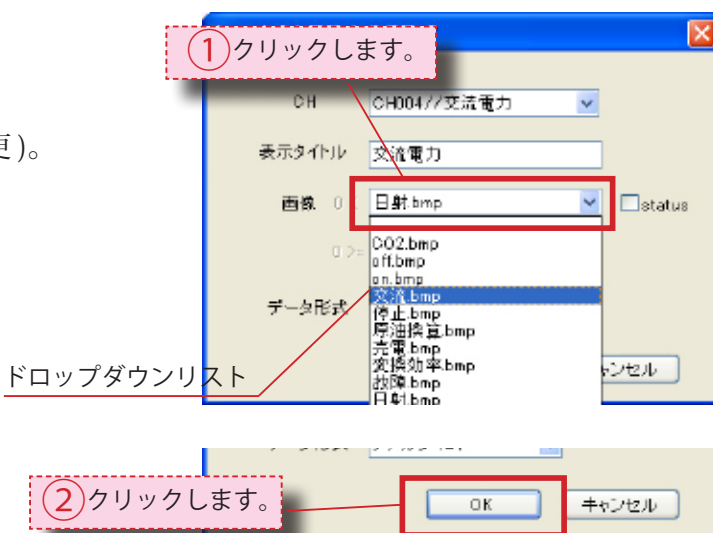 ①クリックします。
CH CH004//交流電力
更)。
表示タイトル 交流電力
画像 日射.bmp status
CO2.bmp
off.bmp
on.bmp
交流.bmp
データ形式
停止.bmp
原油換算.bmp
売電.bmp
変換効率.bmp
ドロップダウンリスト
キャンセル
故障.bmp
日射.bmp
②クリックします。
OK キャンセル